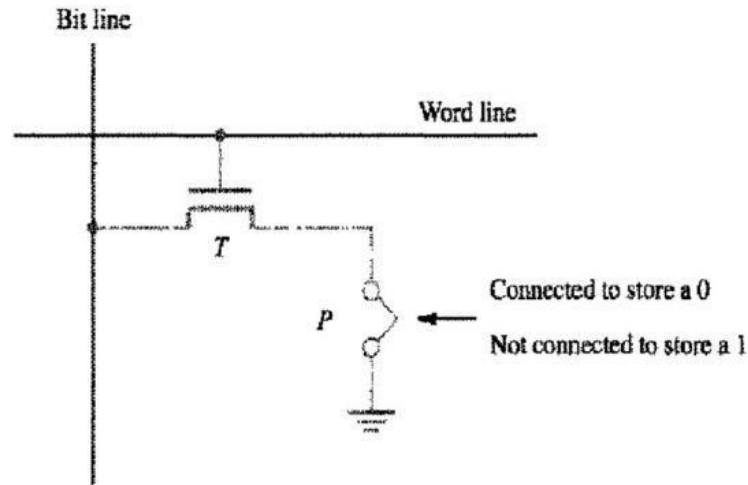 Bit line
Word line
T
P
Connected to store a 0
Not connected to store a 1